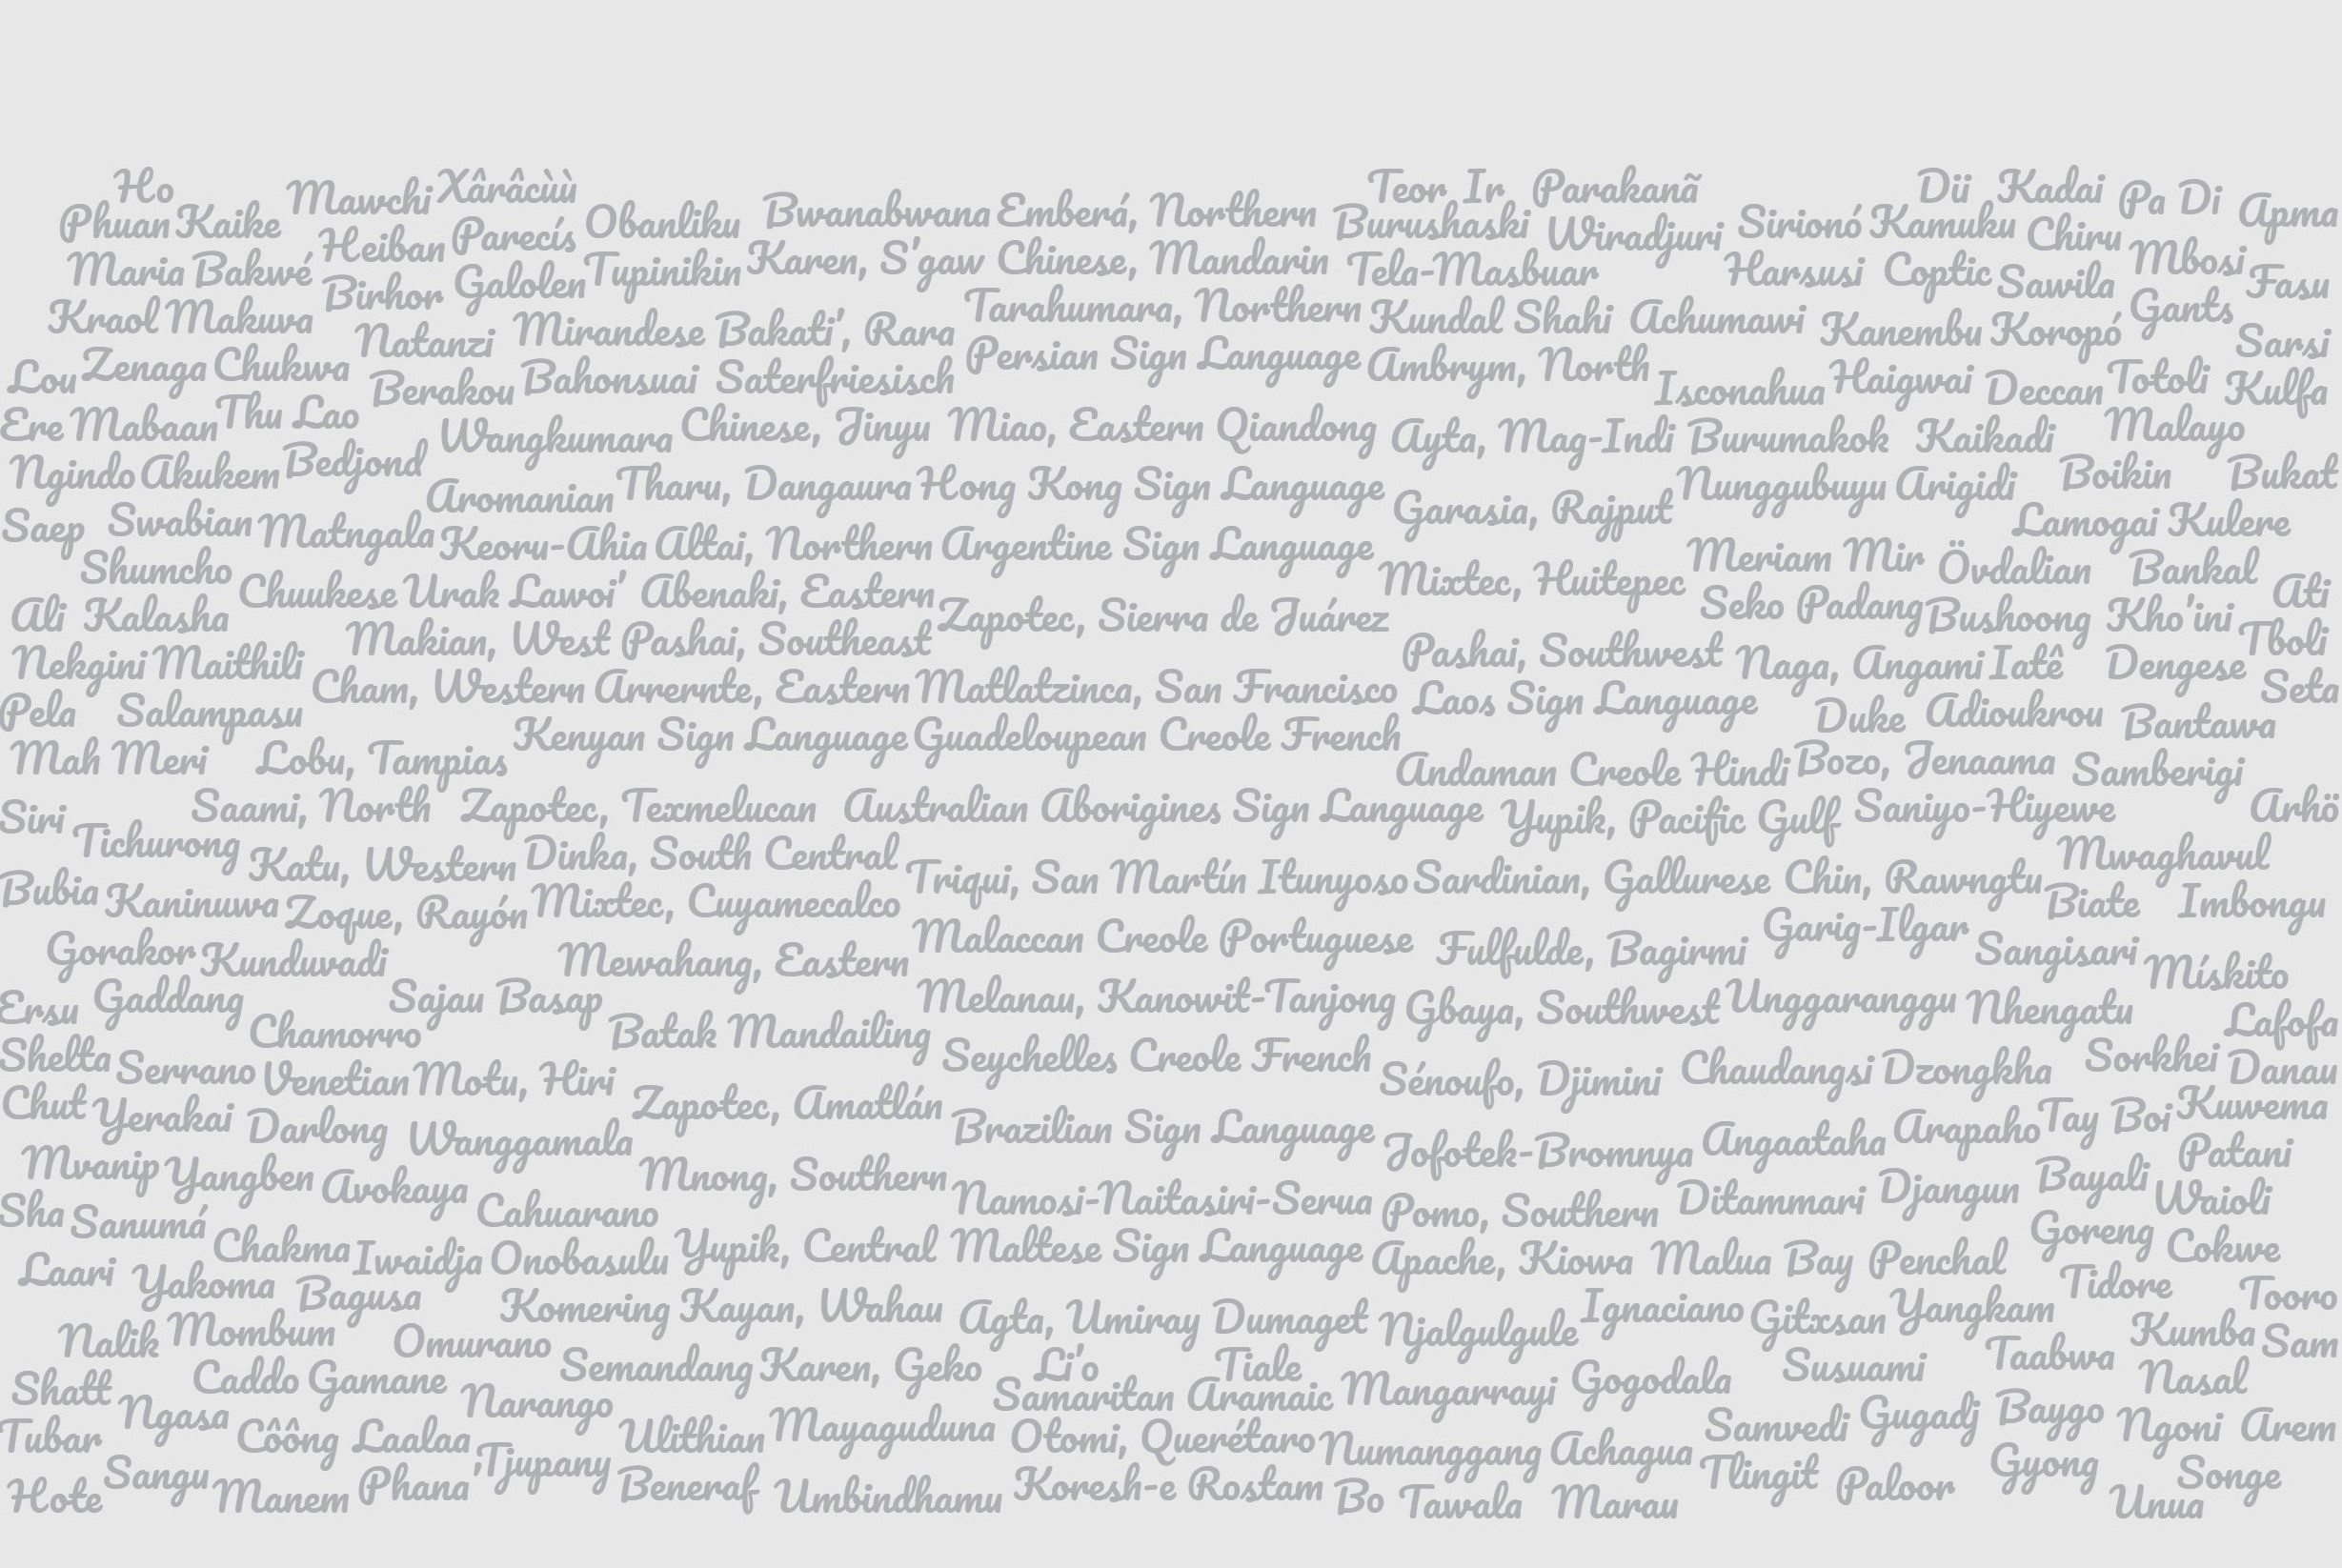 Ho Mawchi Xârâcùù Teor Ir Parakanã Dü Kadai Pa Di Apma
Phuan Kaike Heiban Parecís Obanliku Bwanabwana Emberá, Northern Burushaski Wiradjuri Sirionó Kamuku Chiru Mbosi
Maria Bakwé Birhor Galolen Tupinikin Karen, S'gaw Chinese, Mandarin Tela-Masbuar Harsusi Coptic Sawila Fasu
Kraol Makuva Natanzi Mirandese Bakati', Rara Tarahumara, Northern Kundal Shahi Achumawi Kanembu Koropó Gants Sarsi
Lou Zenaga Chukwa Berakou Bahonsuai Saterfriesisch Persian Sign Language Ambrym, North Isconahua Haigwai Deccan Totoli Kulfa
Ere Mabaan Thu Lao Wangkumara Chinese, Jinyu Miao, Eastern Qiandong Ayta, Mag-Indi Burumakok Kaikadi Malayo
Ngindo Akukem Bedjond Aromanian Tharu, Dangaura Hong Kong Sign Language Garasia, Rajput Nunggubuyu Arigidi Boikin Bukat
Saep Swabian Matngala Keoru-Ahia Altai, Northern Argentine Sign Language Lamogai Kulere
Shumcho Chuukese Urak Lawoi' Abenaki, Eastern Mixtec, Huitepec Meriam Mir Övdalian Bankal Ati
Ali Kalasha Makian, West Pashai, Southeast Zapotec, Sierra de Juárez Seko Padang Bushoong Kho'ini Tboli
Nekgini Maithili Cham, Western Arrernte, Eastern Matlatzinca, San Francisco Pashai, Southwest Naga, Angami Iatê Dengese Seta
Pela Salampasu Kenyan Sign Language Guadeloupean Creole French Laos Sign Language Duke Adioukrou Bantawa
Mah Meri Lobu, Tampias Andaman Creole Hindi Bozo, Jenaama Samberigi
Siri Saami, North Zapotec, Texmelucan Australian Aborigines Sign Language Yupik, Pacific Gulf Saniyo-Hiyewe Arhö
Tichurong Katu, Western Dinka, South Central Triqui, San Martín Itunyoso Sardinian, Gallurese Chin, Rawngtu Mwaghavul
Bubia Kaninuwa Zoque, Rayón Mixtec, Cuyamecalco Biate Imbongu
Gorakor Kunduvadi Mewahang, Eastern Malaccan Creole Portuguese Fulfulde, Bagirmi Garig-Ilgar Sangisari Mískito
Ersu Gaddang Sajau Basap Melanau, Kanowit-Tanjong Gbaya, Southwest Unggaranggu Nhengatu Lafofa
Chamorro Batak Mandailing
Shelta Serrano Venetian Motu, Hiri Seychelles Creole French Sénoufo, Djimini Chaudangsi Dzongkha Sorkhei Danau
Chut Yerakai Darlong Wanggamala Zapotec, Amatlán Brazilian Sign Language Jofotek-Bromnya Angaataha Arapaho Tay Boi Kuwema
Mvanip Yangben Avokaya Mnong, Southern Bayali Patani
Sha Sanumá Cahuarano Namosi-Naitasiri-Serua Pomo, Southern Ditammari Djangun Waioli
Laari Chakma Iwaidja Onobasulu Yupik, Central Maltese Sign Language Apache, Kiowa Malua Bay Penchal Goreng Cokwe
Yakoma Bagusa Komering Kayan, Wahau Agta, Umiray Dumaget Njalgulgule Ignaciano Gitxsan Yangkam Tidore Tooro
Nalik Mombum Omurano Kumba Sam
Shatt Caddo Gamane Semandang Karen, Geko Li'o Tiale Mangarrayi Gogodala Susuami Taabwa Nasal
Ngasa Narango Samaritan Aramaic
Tubar Côông Laalaa Ulithian Mayaguduna Otomi, Querétaro Numanggang Achagua Samvedi Gugadj Baygo Ngoni Arem
Hote Sangu Manem Phana' Tjupany Beneraf Umbindhamu Koresh-e Rostam Bo Tawala Marau Tlingit Paloor Gyong Songe
Unua